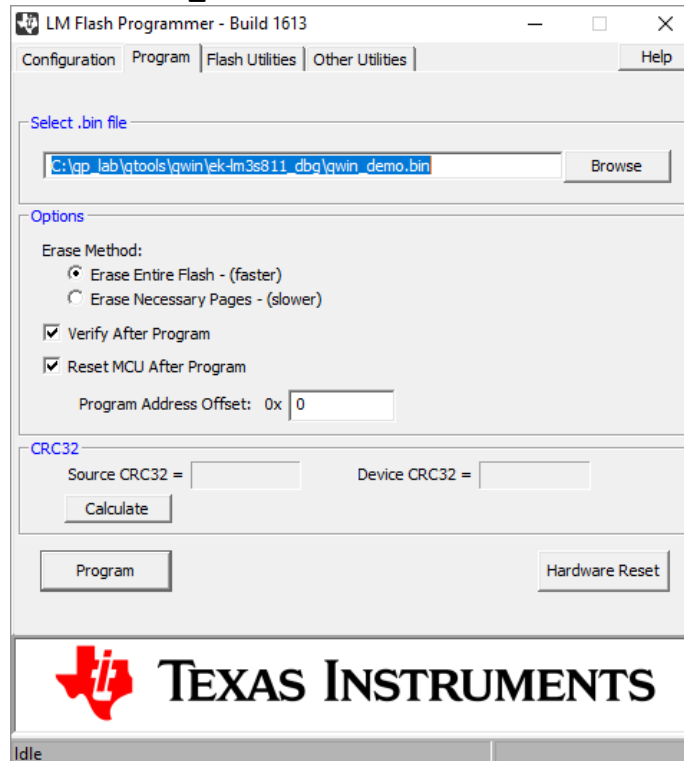 LM Flash Programmer - Build 1613
Configuration Program Flash Utilities Other Utilities Help
Select .bin file
C:\qp_lab\qtools\qwin\ek-lm3s811_dbg\qwin_demo.bin Browse
Options
Erase Method:
Erase Entire Flash - (faster)
Erase Necessary Pages - (slower)
Verify After Program
Reset MCU After Program
Program Address Offset: 0x 0
CRC32
Source CRC32 = Device CRC32 =
Calculate
Program Hardware Reset
TEXAS INSTRUMENTS
Idle